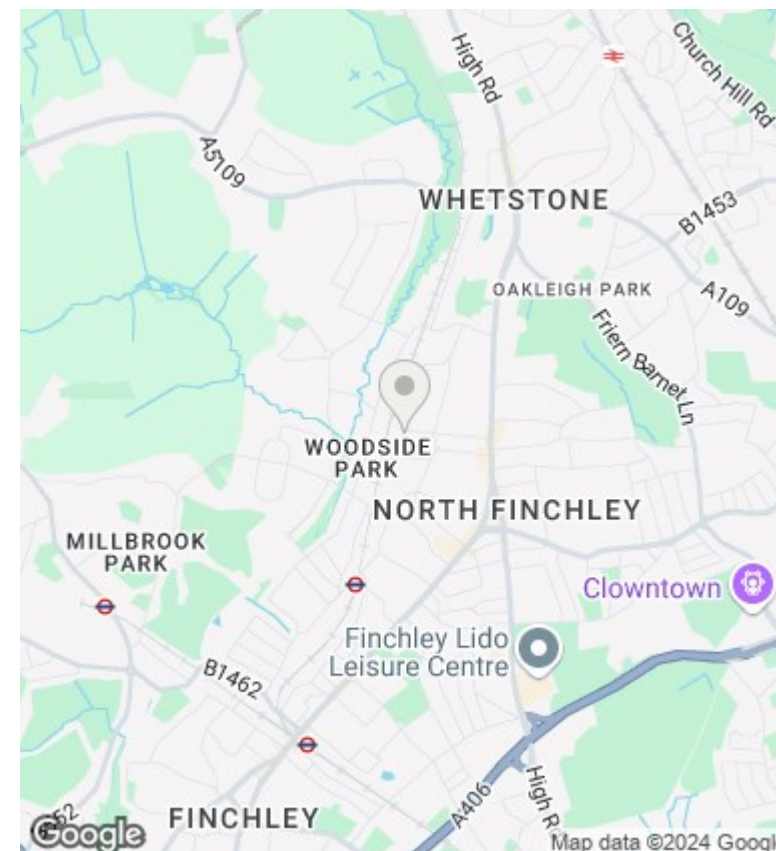 High Rd
Church Hill Rd
A5109
WHETSTONE
B1453
OAKLEIGH PARK
A109
Friern Barnet Ln
WOODSIDE
PARK
NORTH FINCHLEY
MILLBROOK
PARK
Clowntown
Finchley Lido
Leisure Centre
B1462
High R
A406
FINCHLEY
Google
Map data ©2024 Googl